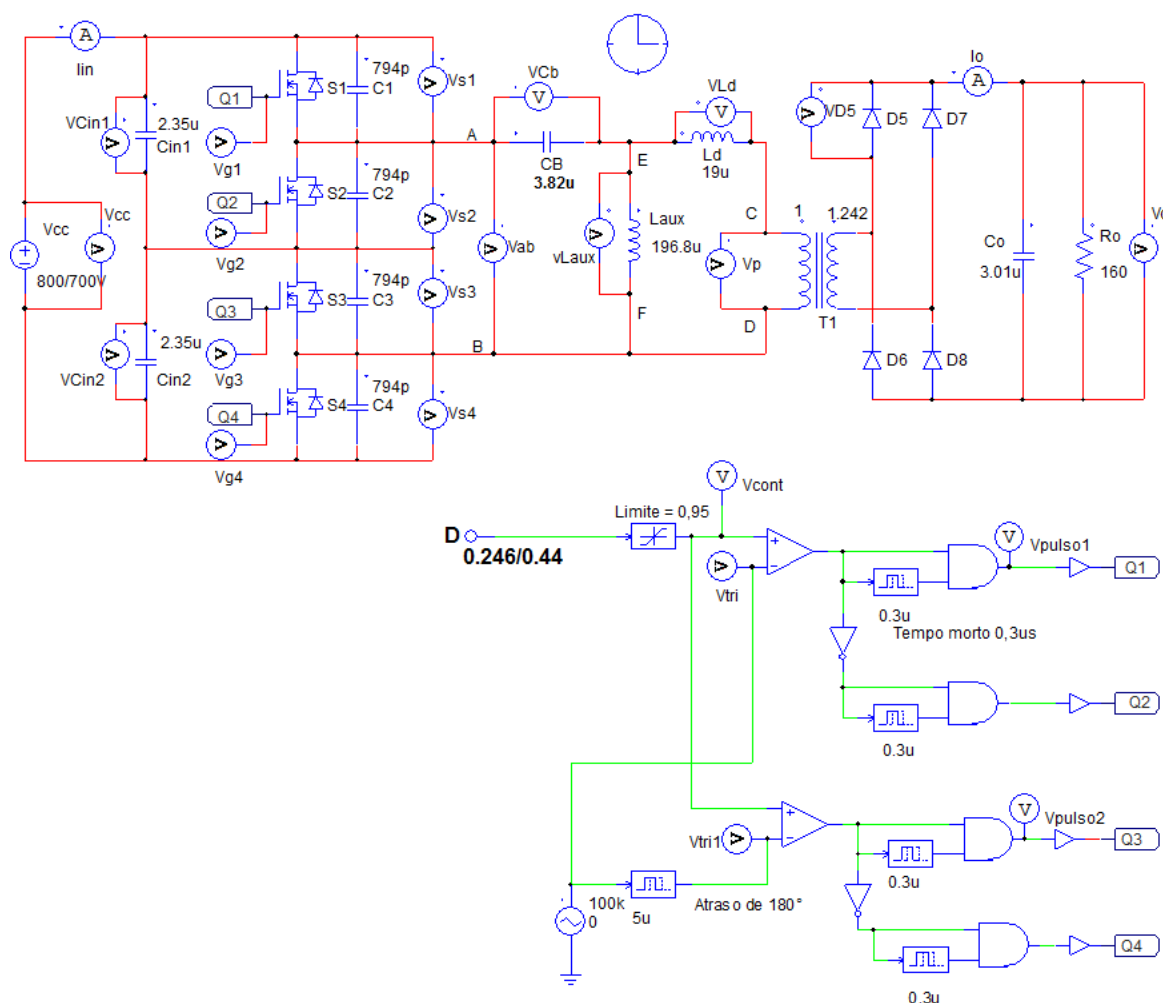 A
Iin
Q1
794p
S1
C1
Vs1
VCin1
2.35u
Cin1
Vg1
Q2
794p
S2
C2
Vs2
Vg2
Vcc
Vcc
800/700V
Q3
794p
S3
C3
Vs3
Vg3
VCin2
2.35u
Cin2
Q4
794p
S4
C4
Vs4
Vg4
A
B
VCb
V
CB
3.82u
Vab
E
F
vLaux
Laux
196.8u
VLd
V
Ld
19u
C
D
Vp
1
1.242
T1
VD5
D5
D7
D6
D8
Io
A
Co
3.01u
Ro
160
D
0.246/0.44
Limite = 0,95
V
Vcont
Vtri
V
Vpulso1
Q1
0.3u
Tempo morto 0,3us
Q2
0.3u
Vtri1
V
Vpulso2
Q3
0.3u
100k
0
5u
Atraso de 180°
Q4
0.3u